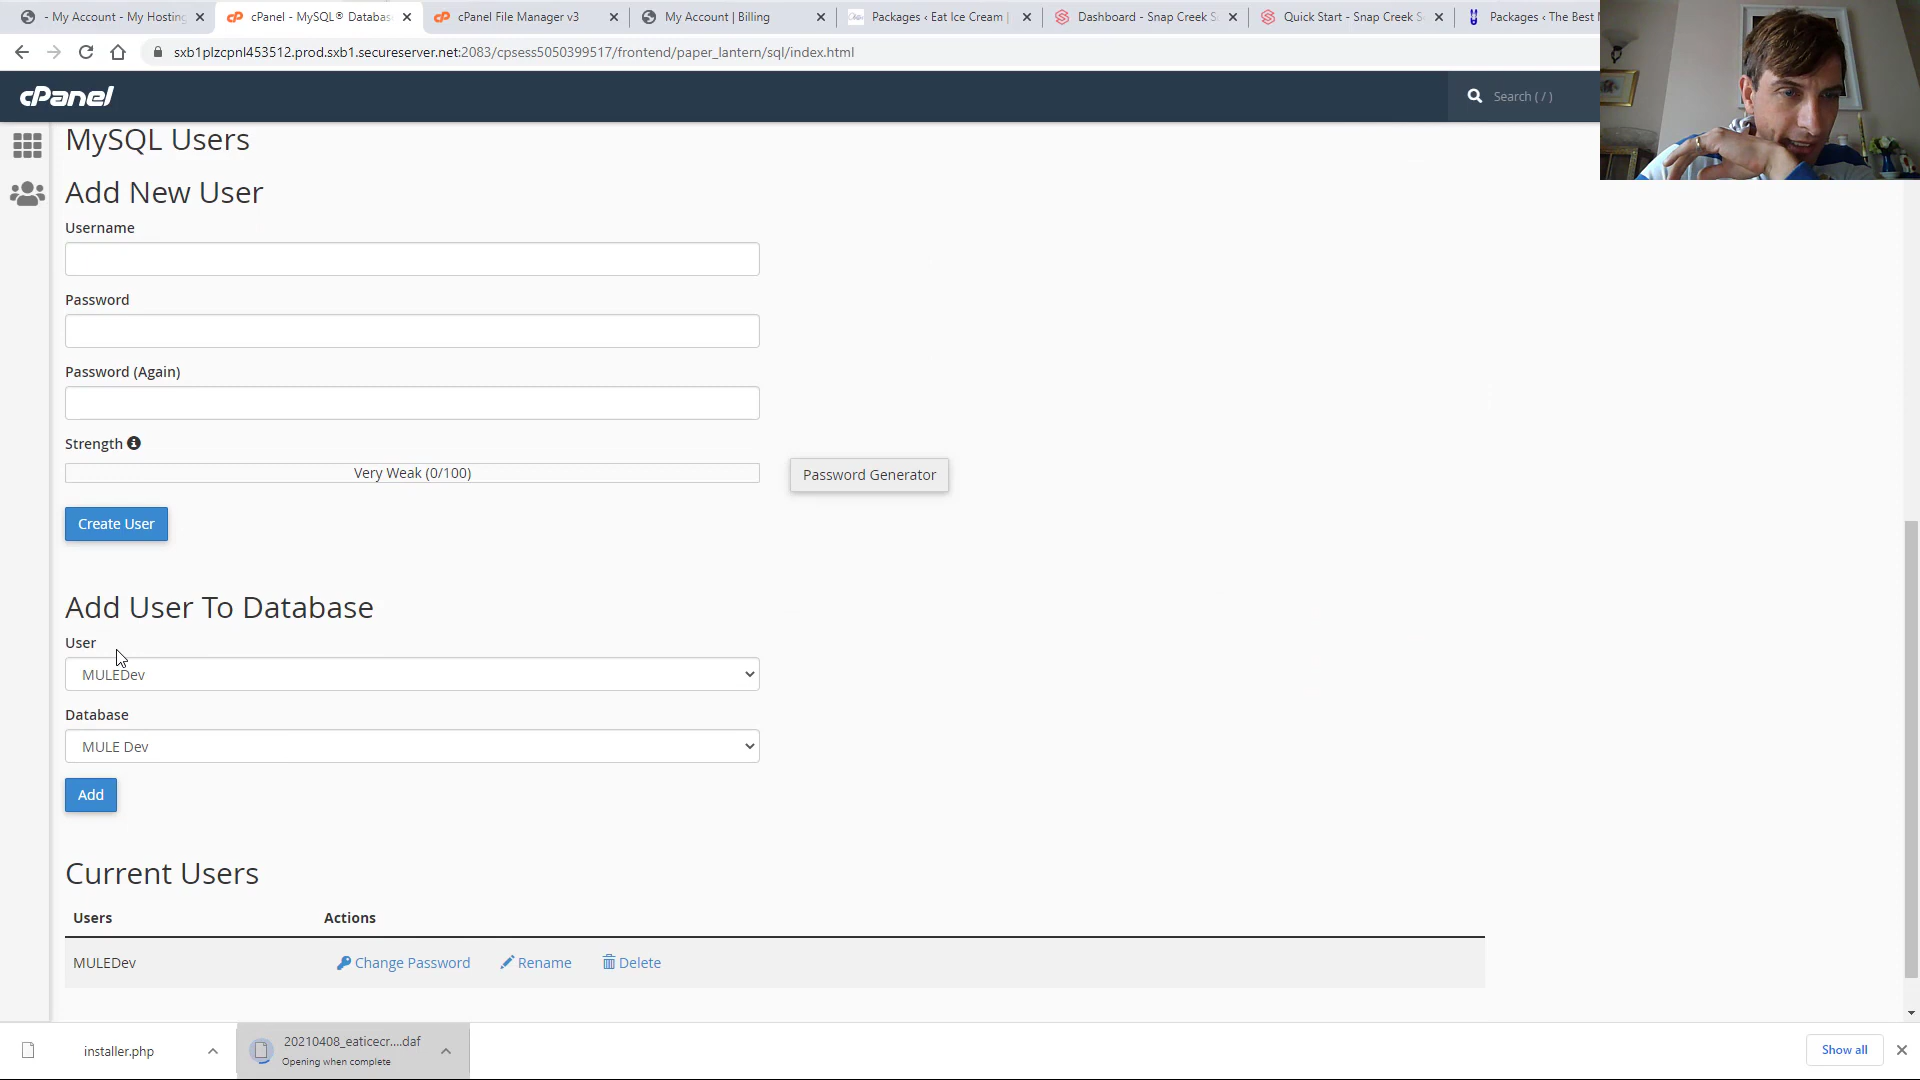 - My Account - My Hosting
cPanel - MySQL® Databas
cPanel File Manager v3
My Account | Billing
Packages ‹ Eat Ice Cream |
Dashboard - Snap Creek S
Quick Start - Snap Creek S
Packages ‹ The Best
sxb1plzcpnl453512.prod.sxb1.secureserver.net:2083/cpsess5050399517/frontend/paper_lantern/sql/index.html
cPanel
Search ( / )
MySQL Users
Add New User
Username
Password
Password (Again)
Strength
Very Weak (0/100)
Password Generator
Create User
Add User To Database
User
MULEDev
Database
MULE Dev
Add
Current Users
Users Actions
MULEDev Change Password Rename Delete
installer.php
20210408_eaticecr....daf
Opening when complete
Show all